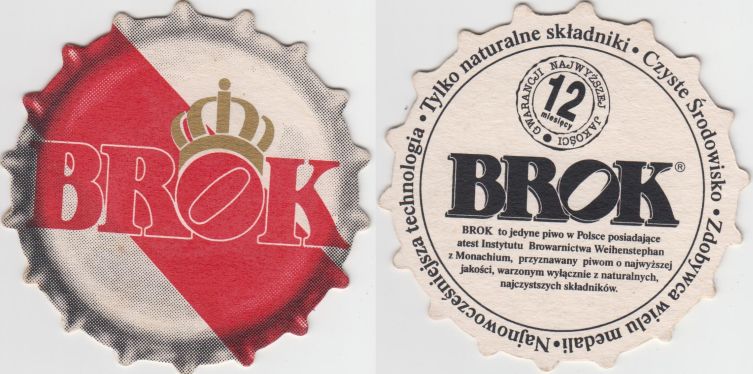 BROK
Tylko naturalne składniki • Czyste Środowisko • Zdobywca wielu medali • Najnowocześniejsza technologia •
GWARANCJI NAJWYŻSZEJ JAKOŚCI
12
miesięcy
BROK®
BROK to jedyne piwo w Polsce posiadające
atest Instytutu Browarnictwa Weihenstephan
z Monachium, przyznawany piwom o najwyższej
jakości, warzonym wyłącznie z naturalnych,
najczystszych składników.